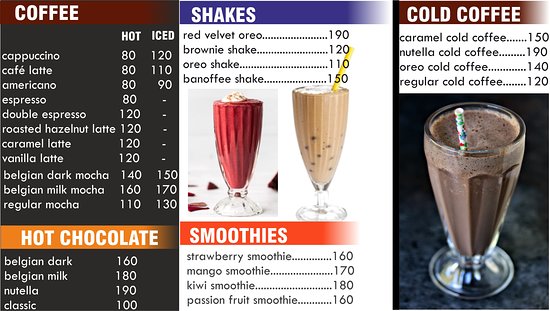 COFFEE
HOT ICED
cappuccino 80 120
café latte 80 110
americano 80 90
espresso 80 -
double espresso 120 -
roasted hazelnut latte 120 -
caramel latte 120 -
vanilla latte 120 -
belgian dark mocha 140 150
belgian milk mocha 160 170
regular mocha 110 130
HOT CHOCOLATE
belgian dark 160
belgian milk 180
nutella 190
classic 100
SHAKES
red velvet oreo....................190
brownie shake....................120
oreo shake.........................110
banoffee shake..................150
SMOOTHIES
strawberry smoothie..............160
mango smoothie..................170
kiwi smoothie......................180
passion fruit smoothie............160
COLD COFFEE
caramel cold coffee.......150
nutella cold coffee.........190
oreo cold coffee............140
regular cold coffee........120